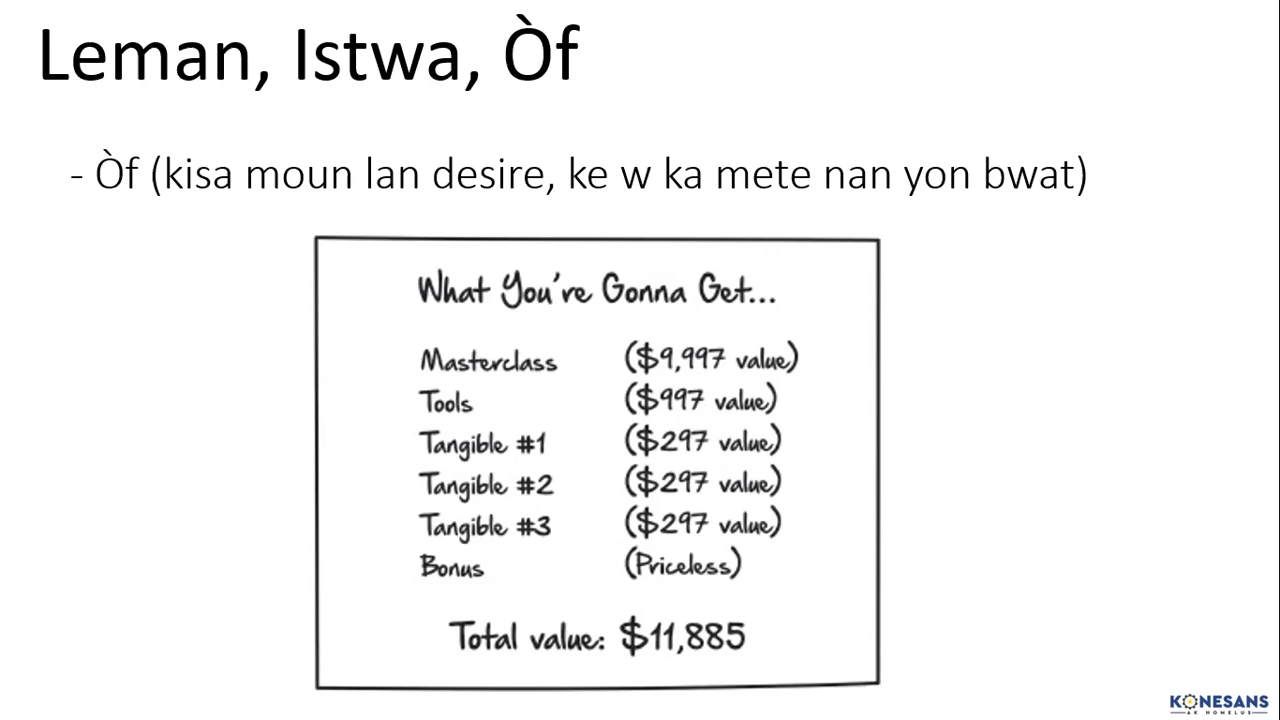 Leman, Istwa, Òf
- Òf (kisa moun lan desire, ke w ka mete nan yon bwat)
What You're Gonna Get...
Masterclass ($9,997 value)
Tools ($997 value)
Tangible #1 ($297 value)
Tangible #2 ($297 value)
Tangible #3 ($297 value)
Bonus (Priceless)
Total value: $11,885
KONESANS
AK HOMELUS